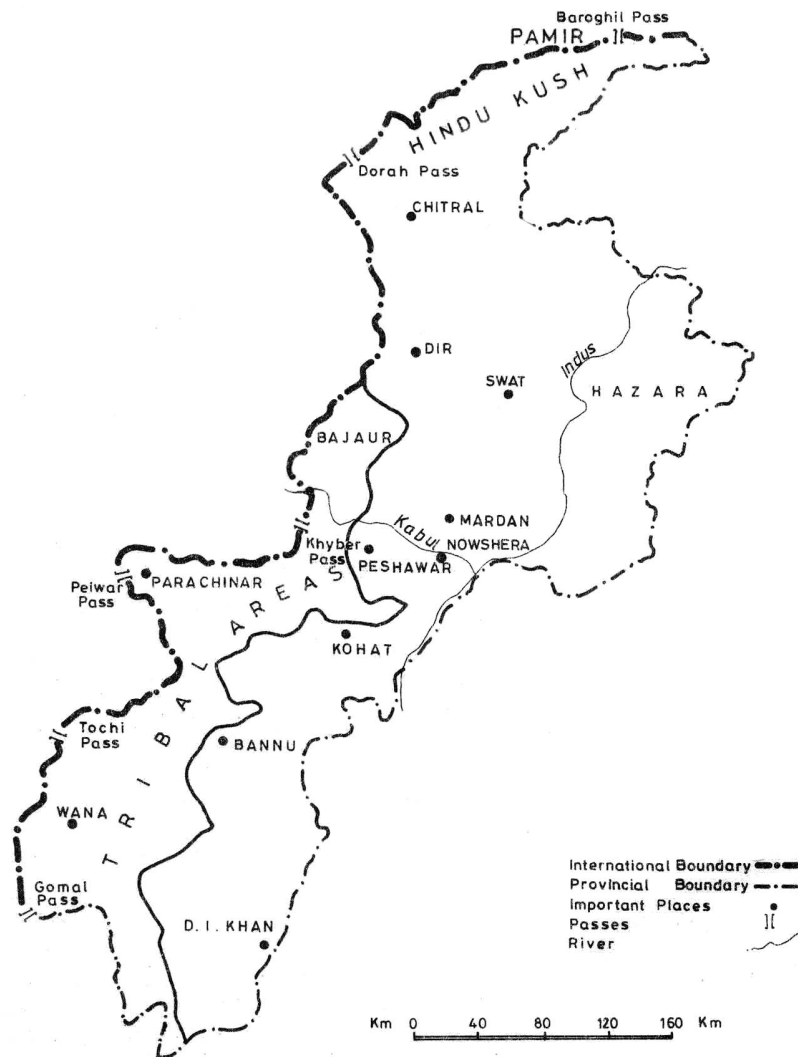 Baroghil Pass
PAMIR
HINDU KUSH
Dorah Pass
CHITRAL
DIR
Indus
SWAT
HAZARA
BAJAUR
MARDAN
Kabul
NOWSHERA
Khyber
Pass
PESHAWAR
Peiwar
Pass
PARACHINAR
TRIBAL AREAS
KOHAT
Tochi
Pass
BANNU
WANA
Gomal
Pass
D. I. KHAN
International Boundary
Provincial Boundary
Important Places
Passes
River
Km 0 40 80 120 160 Km